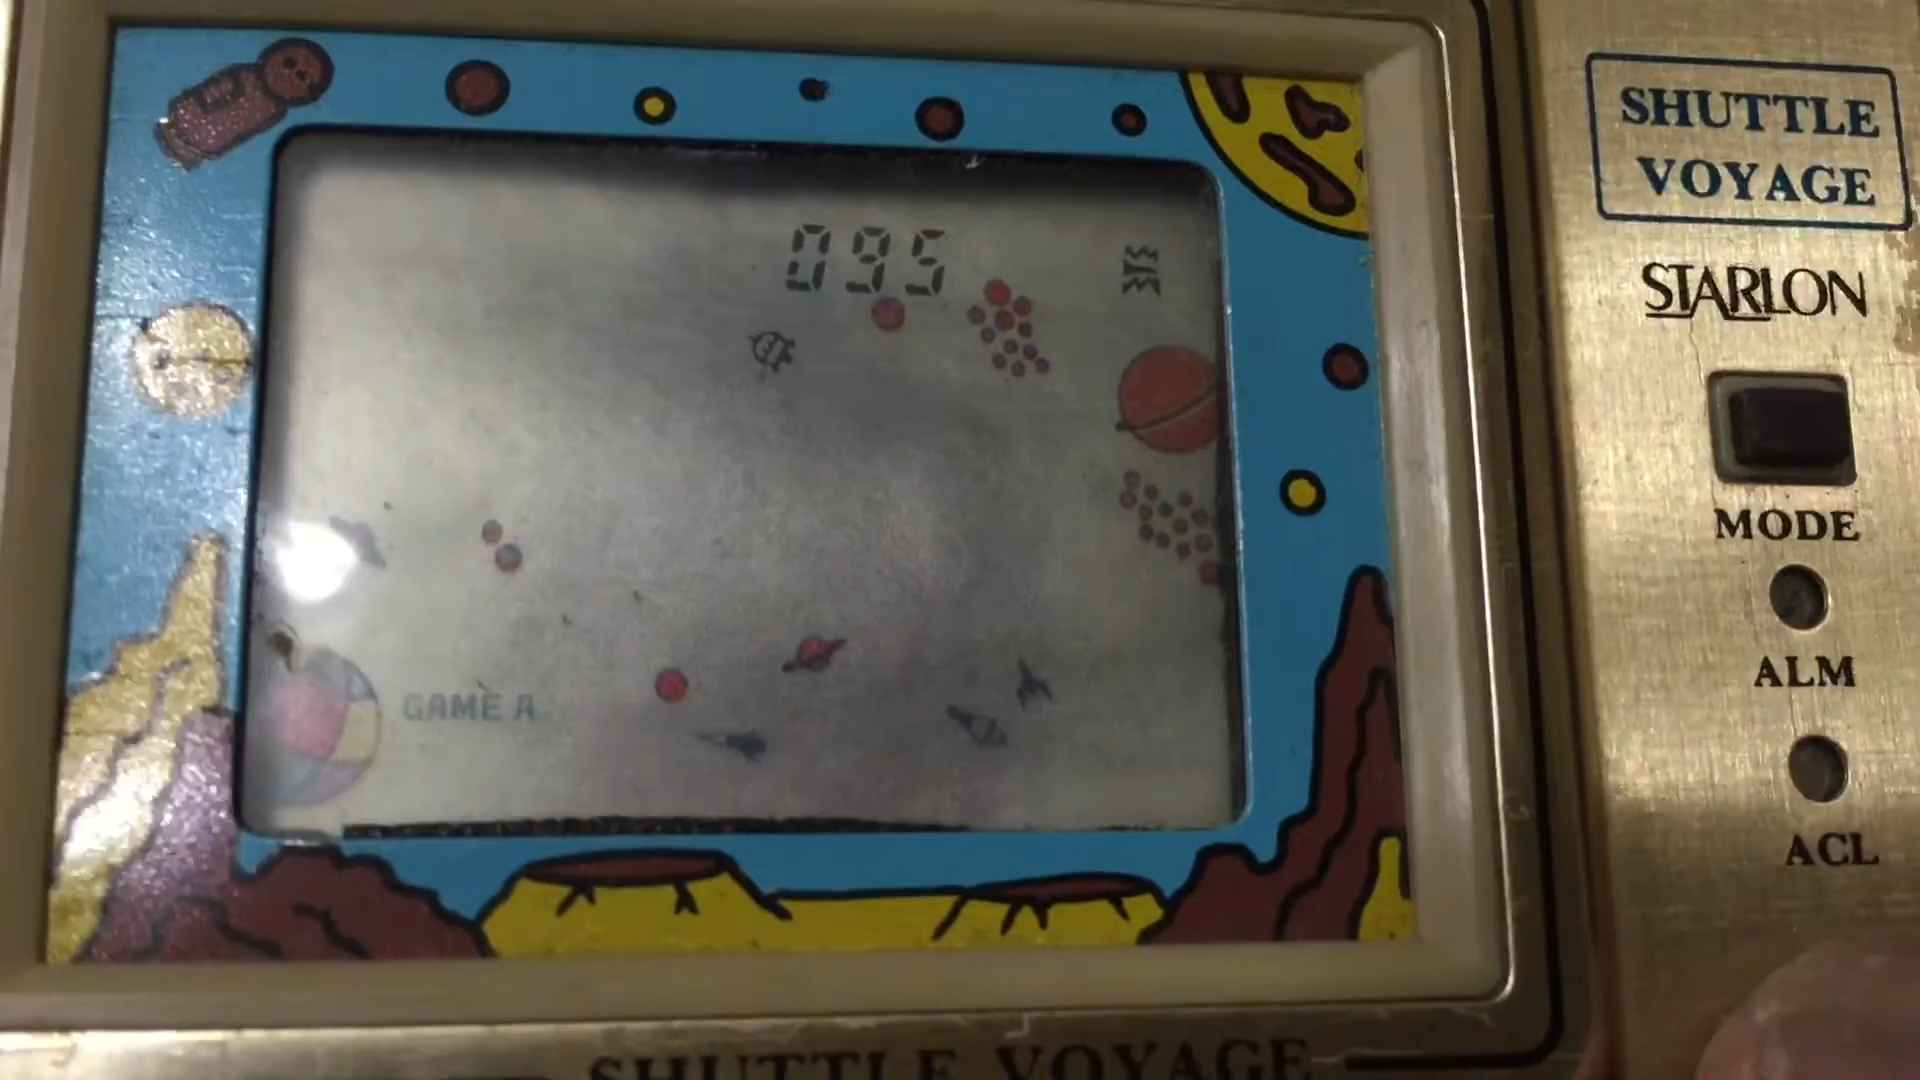 SHUTTLE
VOYAGE
STARLON
095
MODE
GAME A
ALM
ACL
SHUTTLE VOYAGE